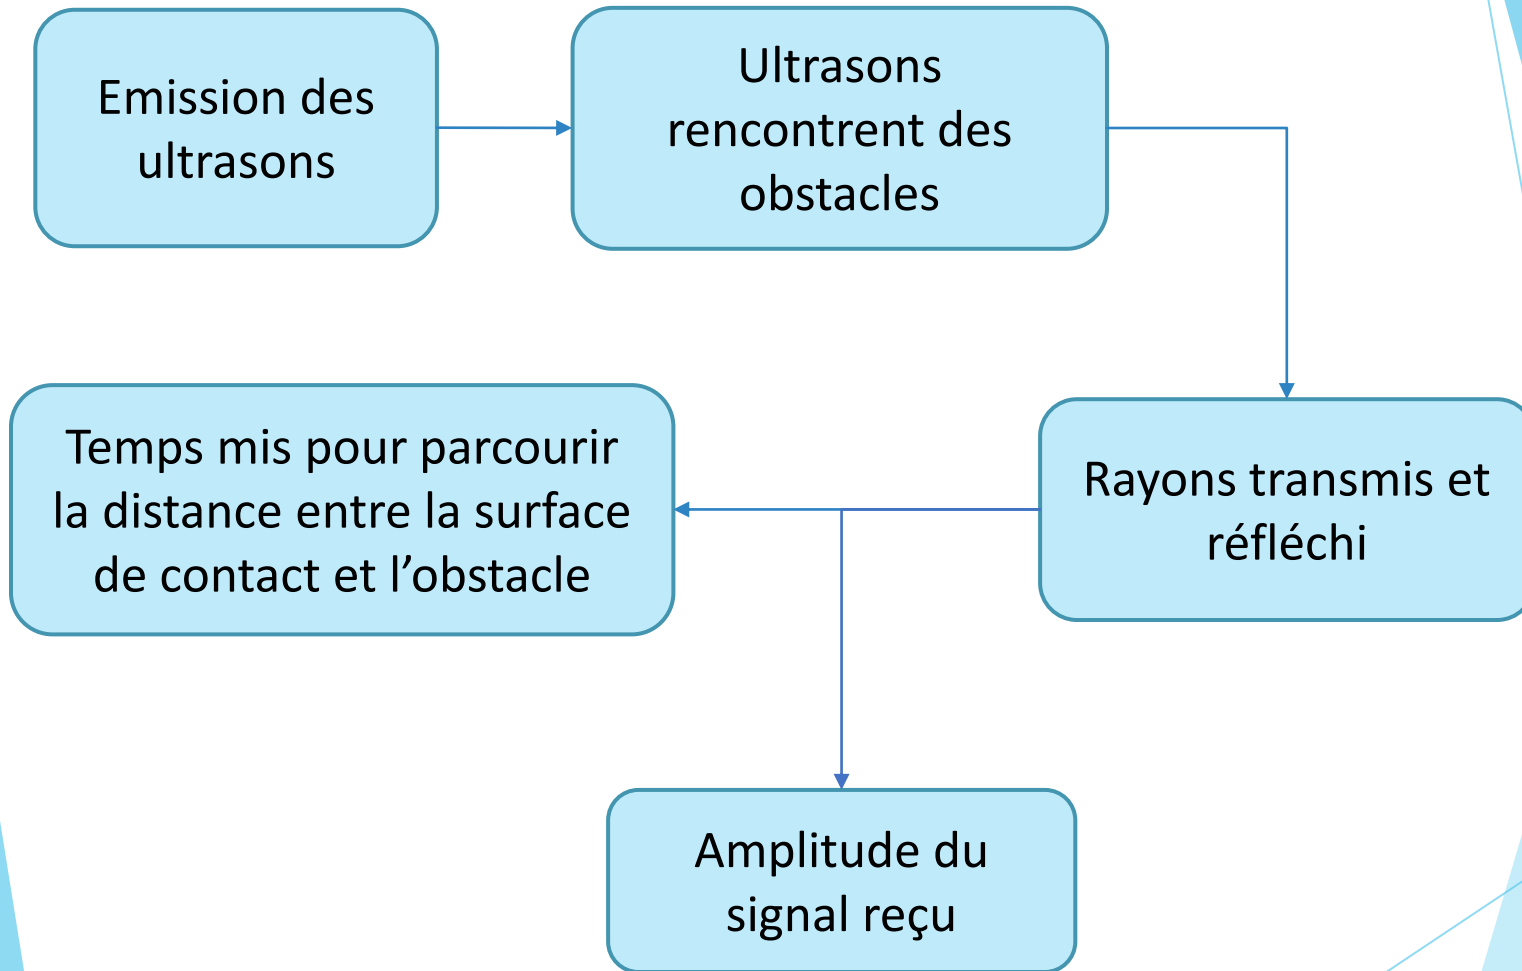 Emission des
ultrasons
Ultrasons
rencontrent des
obstacles
Rayons transmis et
réfléchi
Temps mis pour parcourir
la distance entre la surface
de contact et l’obstacle
Amplitude du
signal reçu